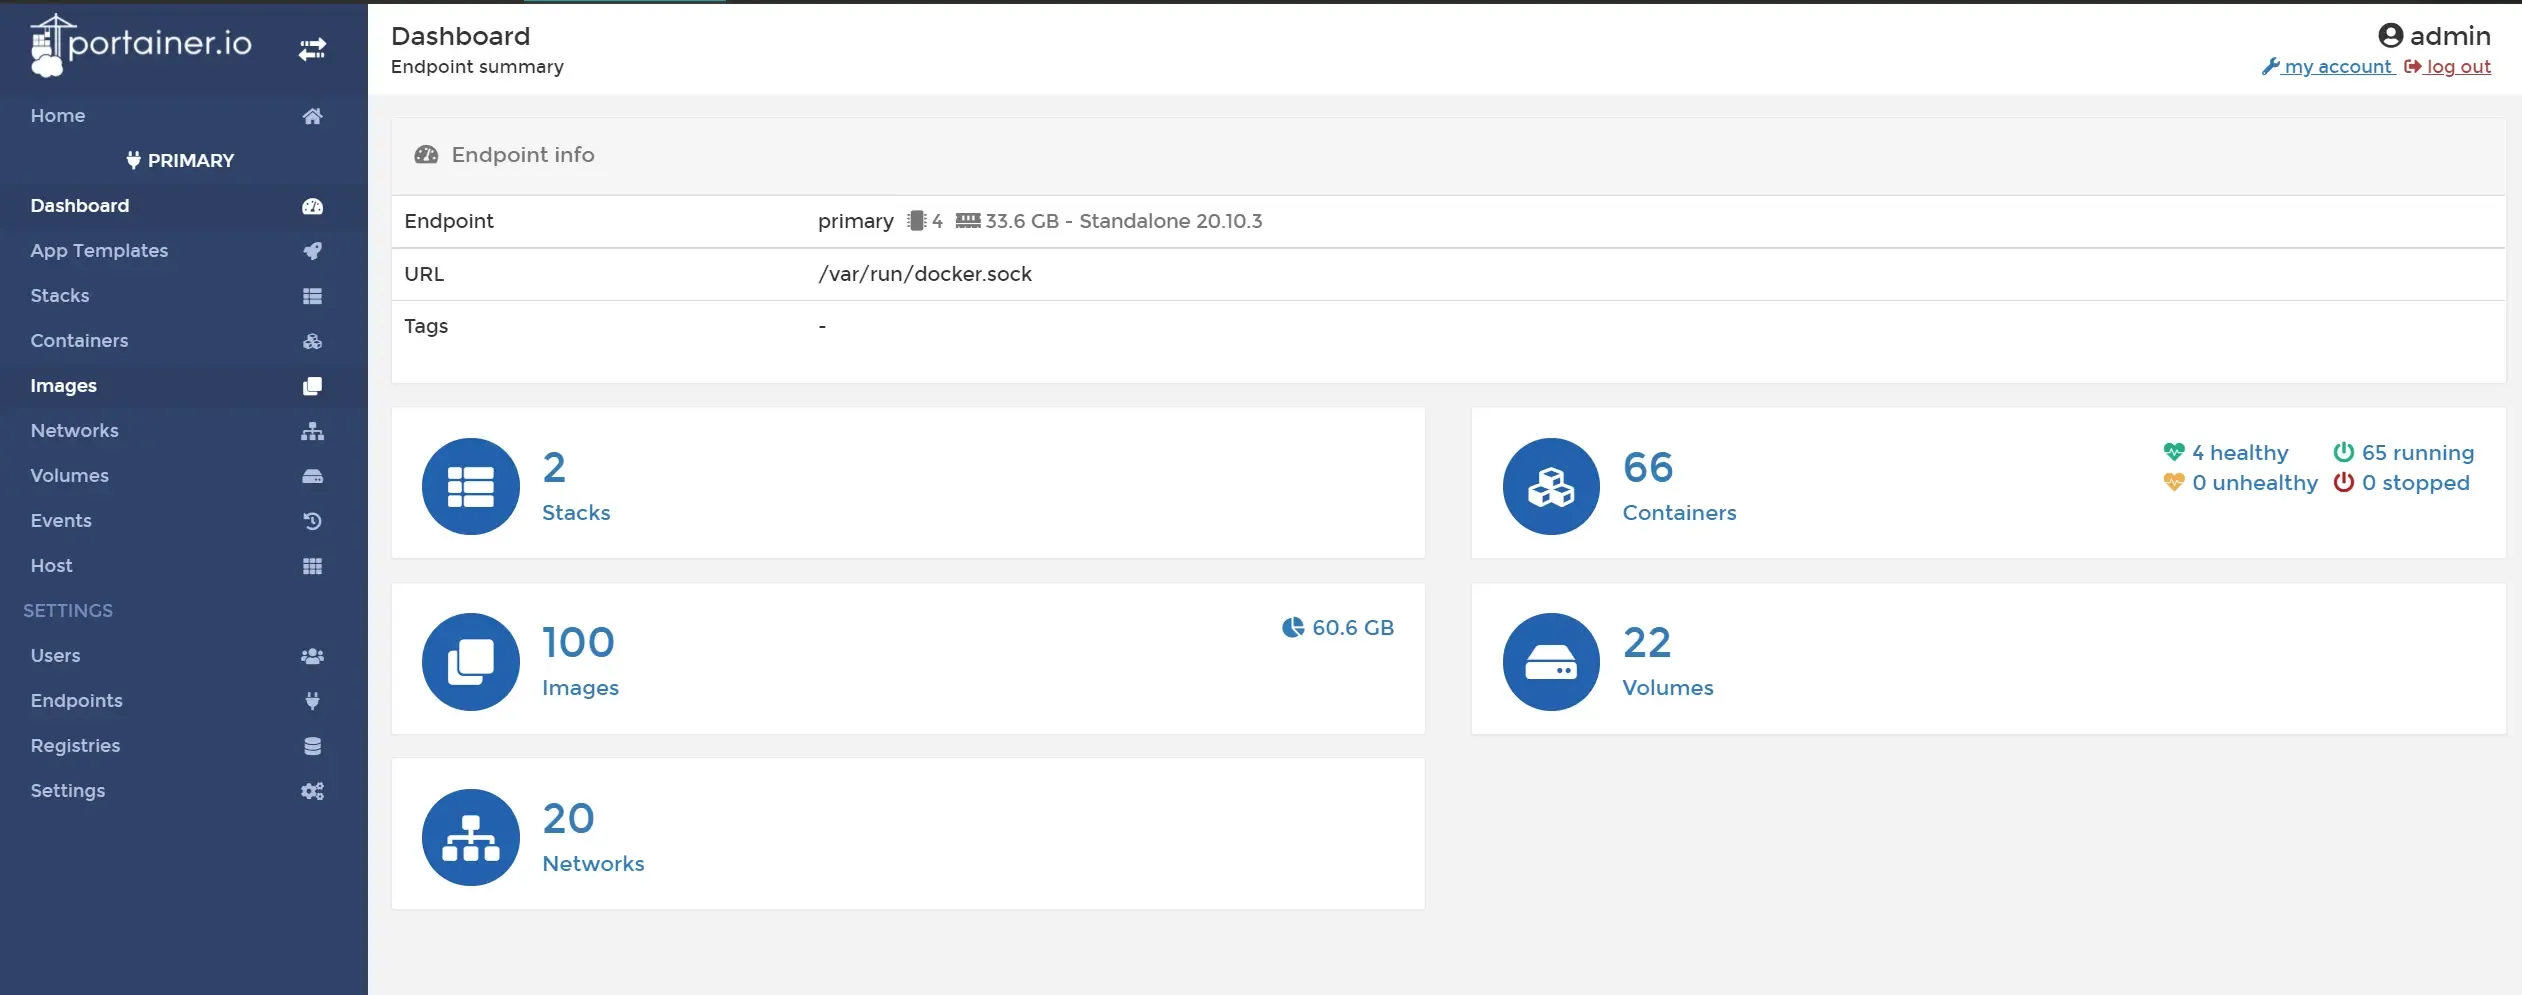 portainer.io
Home
PRIMARY
Dashboard
App Templates
Stacks
Containers
Images
Networks
Volumes
Events
Host
SETTINGS
Users
Endpoints
Registries
Settings
Dashboard
Endpoint summary
admin
my account log out
Endpoint info
Endpoint primary 4 33.6 GB - Standalone 20.10.3
URL /var/run/docker.sock
Tags -
2
Stacks
66
Containers
4 healthy 65 running
0 unhealthy 0 stopped
100
Images
60.6 GB
22
Volumes
20
Networks